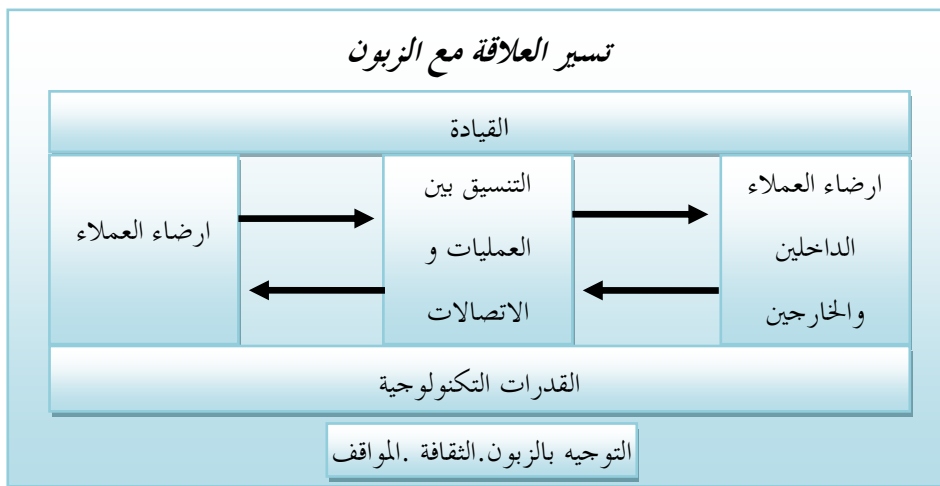 تسير العلاقة مع الزبون
القيادة
ارضاء العملاء
الداخلين
والخارجين
التنسيق بين
العمليات و
الاتصالات
ارضاء العملاء
القدرات التكنولوجية
التوجيه بالزبون.الثقافة .المواقف